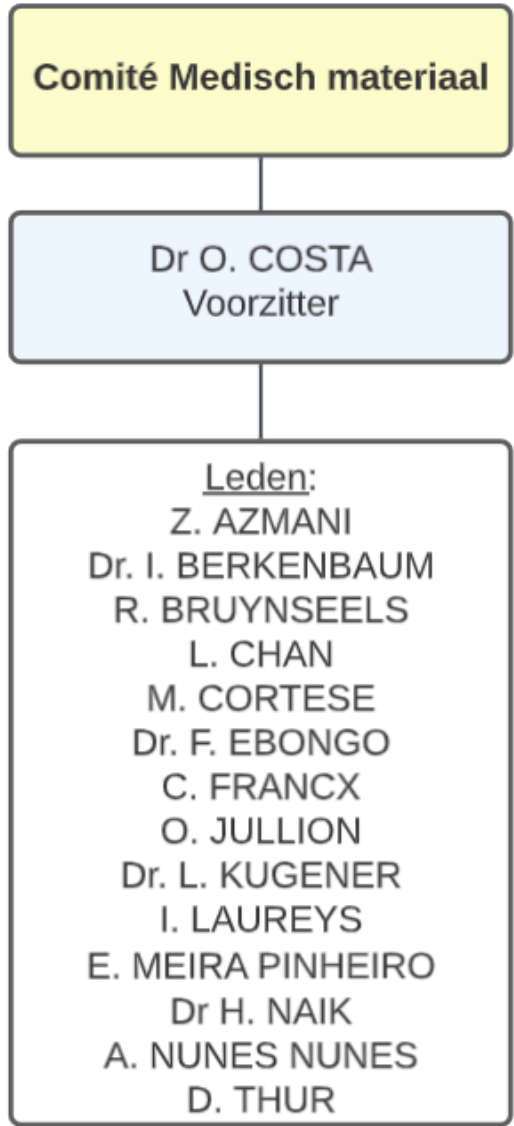 Comité Medisch materiaal
Dr O. COSTA
Voorzitter
Leden:
Z. AZMANI
Dr. I. BERKENBAUM
R. BRUYNSEELS
L. CHAN
M. CORTESE
Dr. F. EBONGO
C. FRANCX
O. JULLION
Dr. L. KUGENER
I. LAUREYS
E. MEIRA PINHEIRO
Dr H. NAIK
A. NUNES NUNES
D. THUR